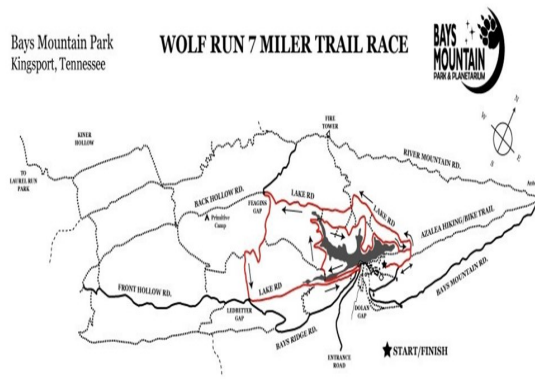 Bays Mountain Park
Kingsport, Tennessee
WOLF RUN 7 MILER TRAIL RACE
BAYS
MOUNTAIN
PARK & PLANETARIUM
N
E
FIRE
TOWER
KINER
HOLLOW
RIVER MOUNTAIN RD.
TO
LAUREL RUN
PARK
BACK HOLLOW RD.
LAKE RD
FEAGINS
GAP
Primitive
Camp
LAKE RD
AZALEA HIKING/BIKE TRAIL
FRONT HOLLOW RD.
LAKE RD
BAYS MOUNTAIN RD.
LEDBETTER
GAP
DOLAN
GAP
BAYS RIDGE RD.
ENTRANCE
ROAD
START/FINISH